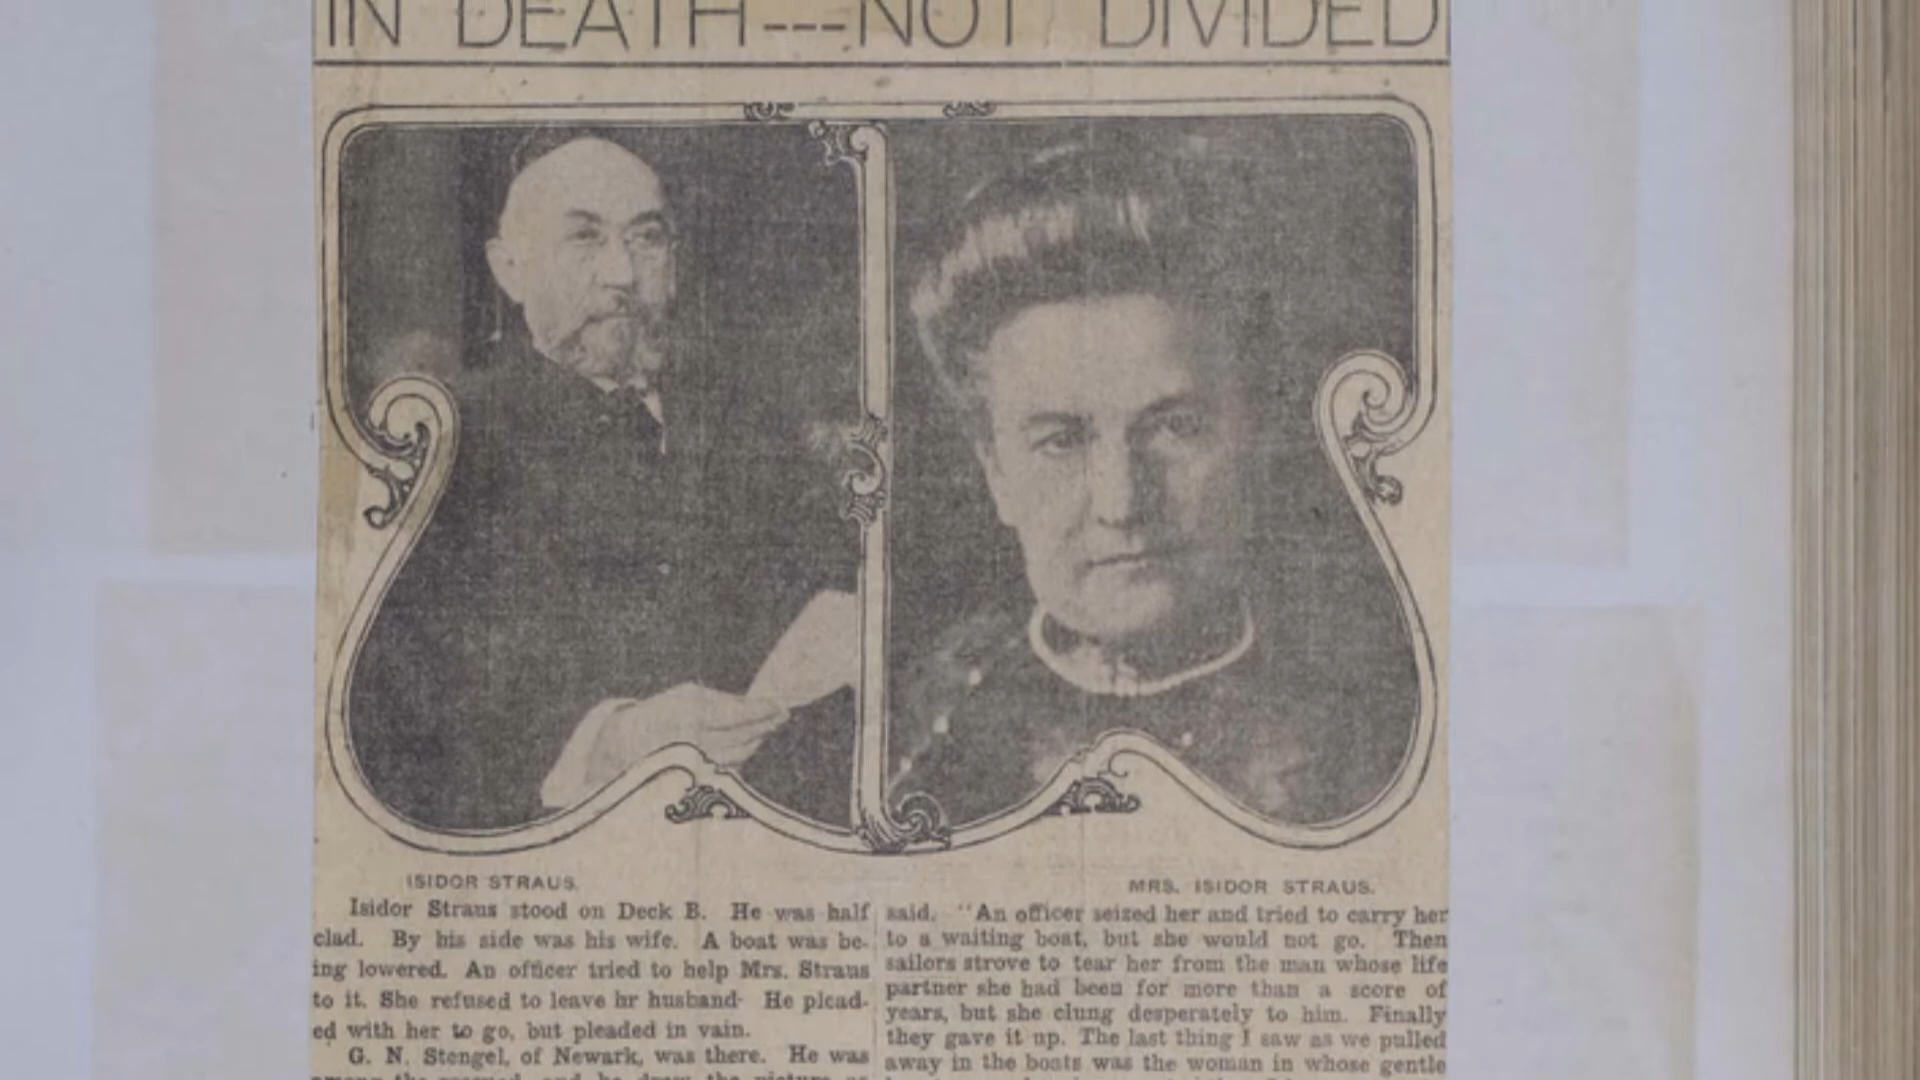 IN DEATH---NOT DIVIDED
ISIDOR STRAUS.
MRS. ISIDOR STRAUS.
Isidor Straus stood on Deck B. He was half
clad. By his side was his wife. A boat was be-
ing lowered. An officer tried to help Mrs. Straus
to it. She refused to leave hr husband- He plead-
ed with her to go, but pleaded in vain.
G. N. Stengel, of Newark, was there. He was
said. "An officer seized her and tried to carry her
to a waiting boat, but she would not go. Then
sailors strove to tear her from the man whose life
partner she had been for more than a score of
years, but she clung desperately to him. Finally
they gave it up. The last thing I saw as we pulled
away in the boats was the woman in whose gentle